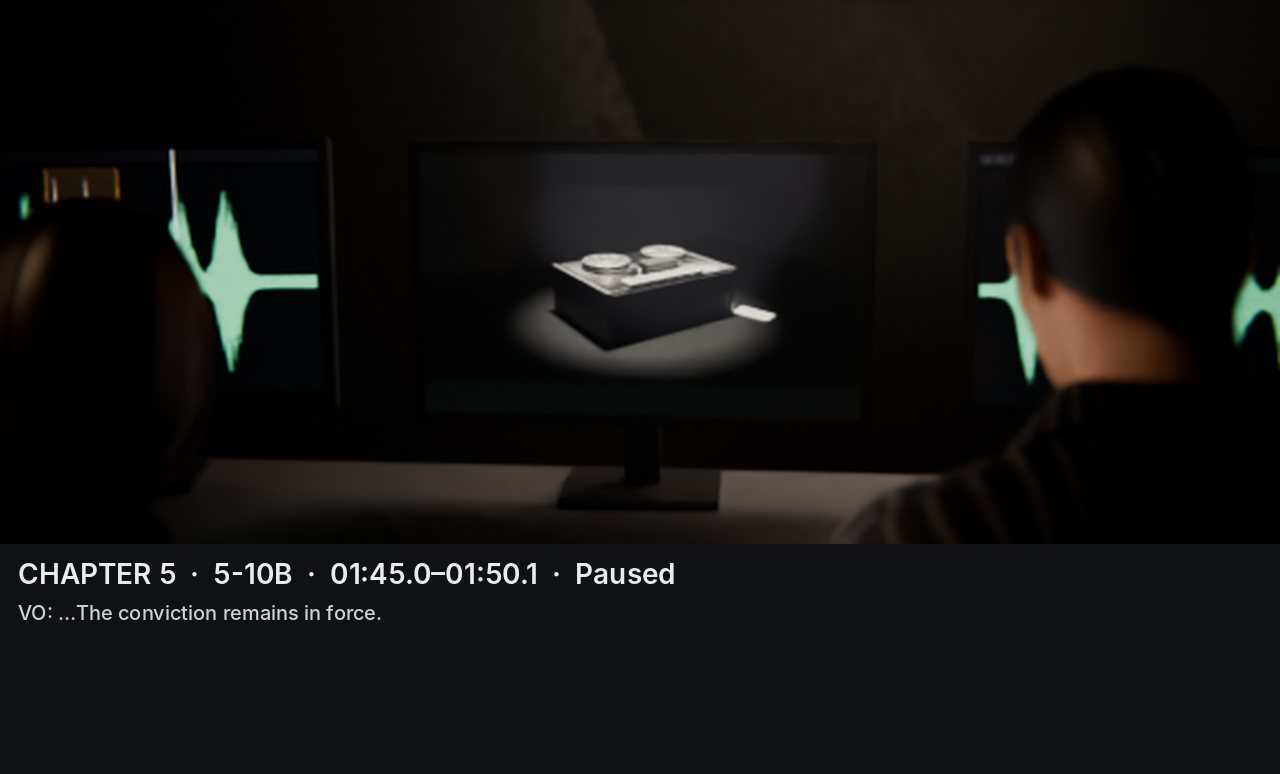 CHAPTER 5 · 5-10B · 01:45.0–01:50.1 · Paused
VO: ...The conviction remains in force.